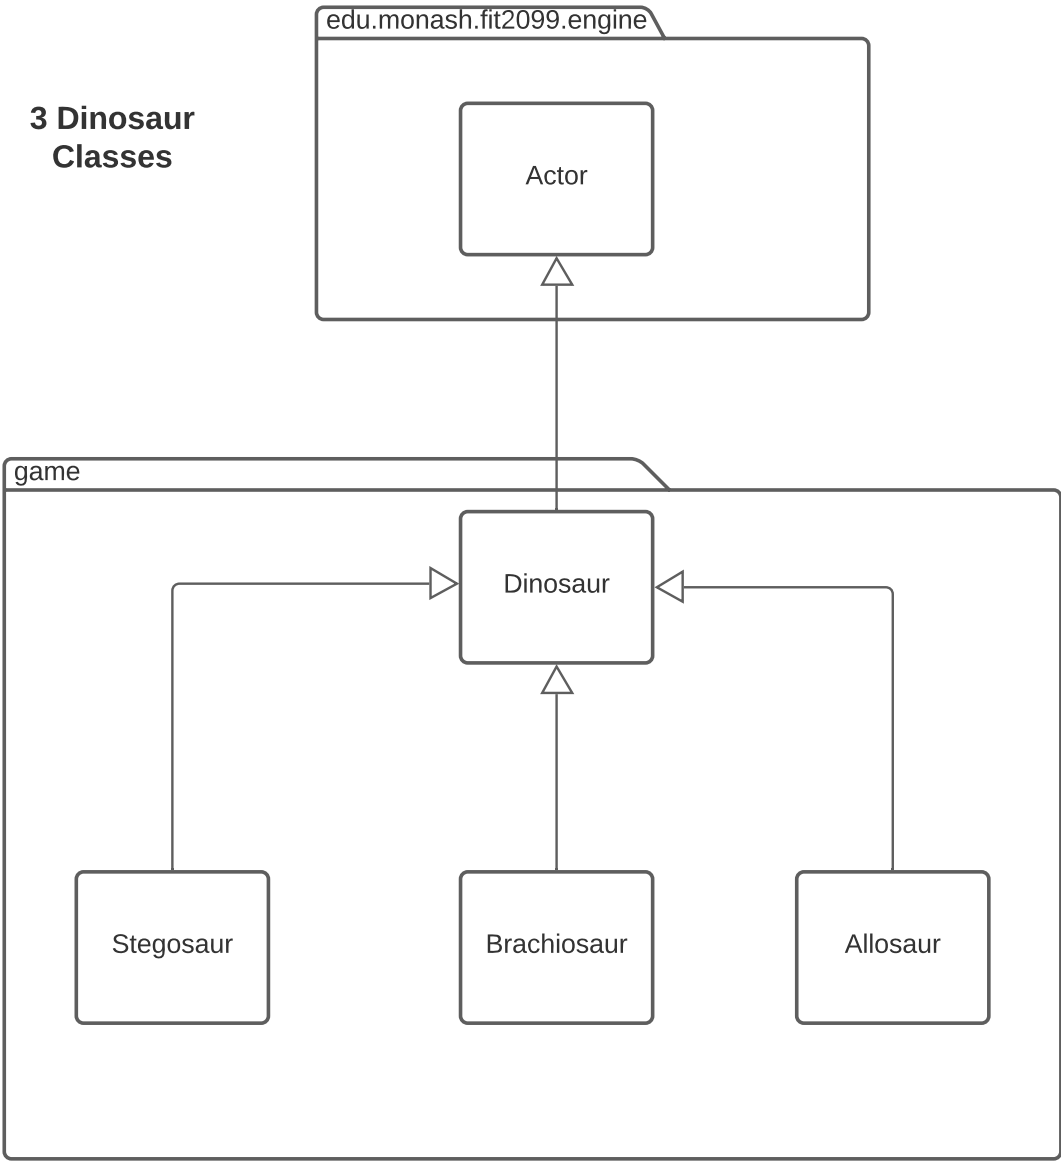 edu.monash.fit2099.engine
3 Dinosaur
Classes
Actor
game
Dinosaur
Stegosaur
Brachiosaur
Allosaur